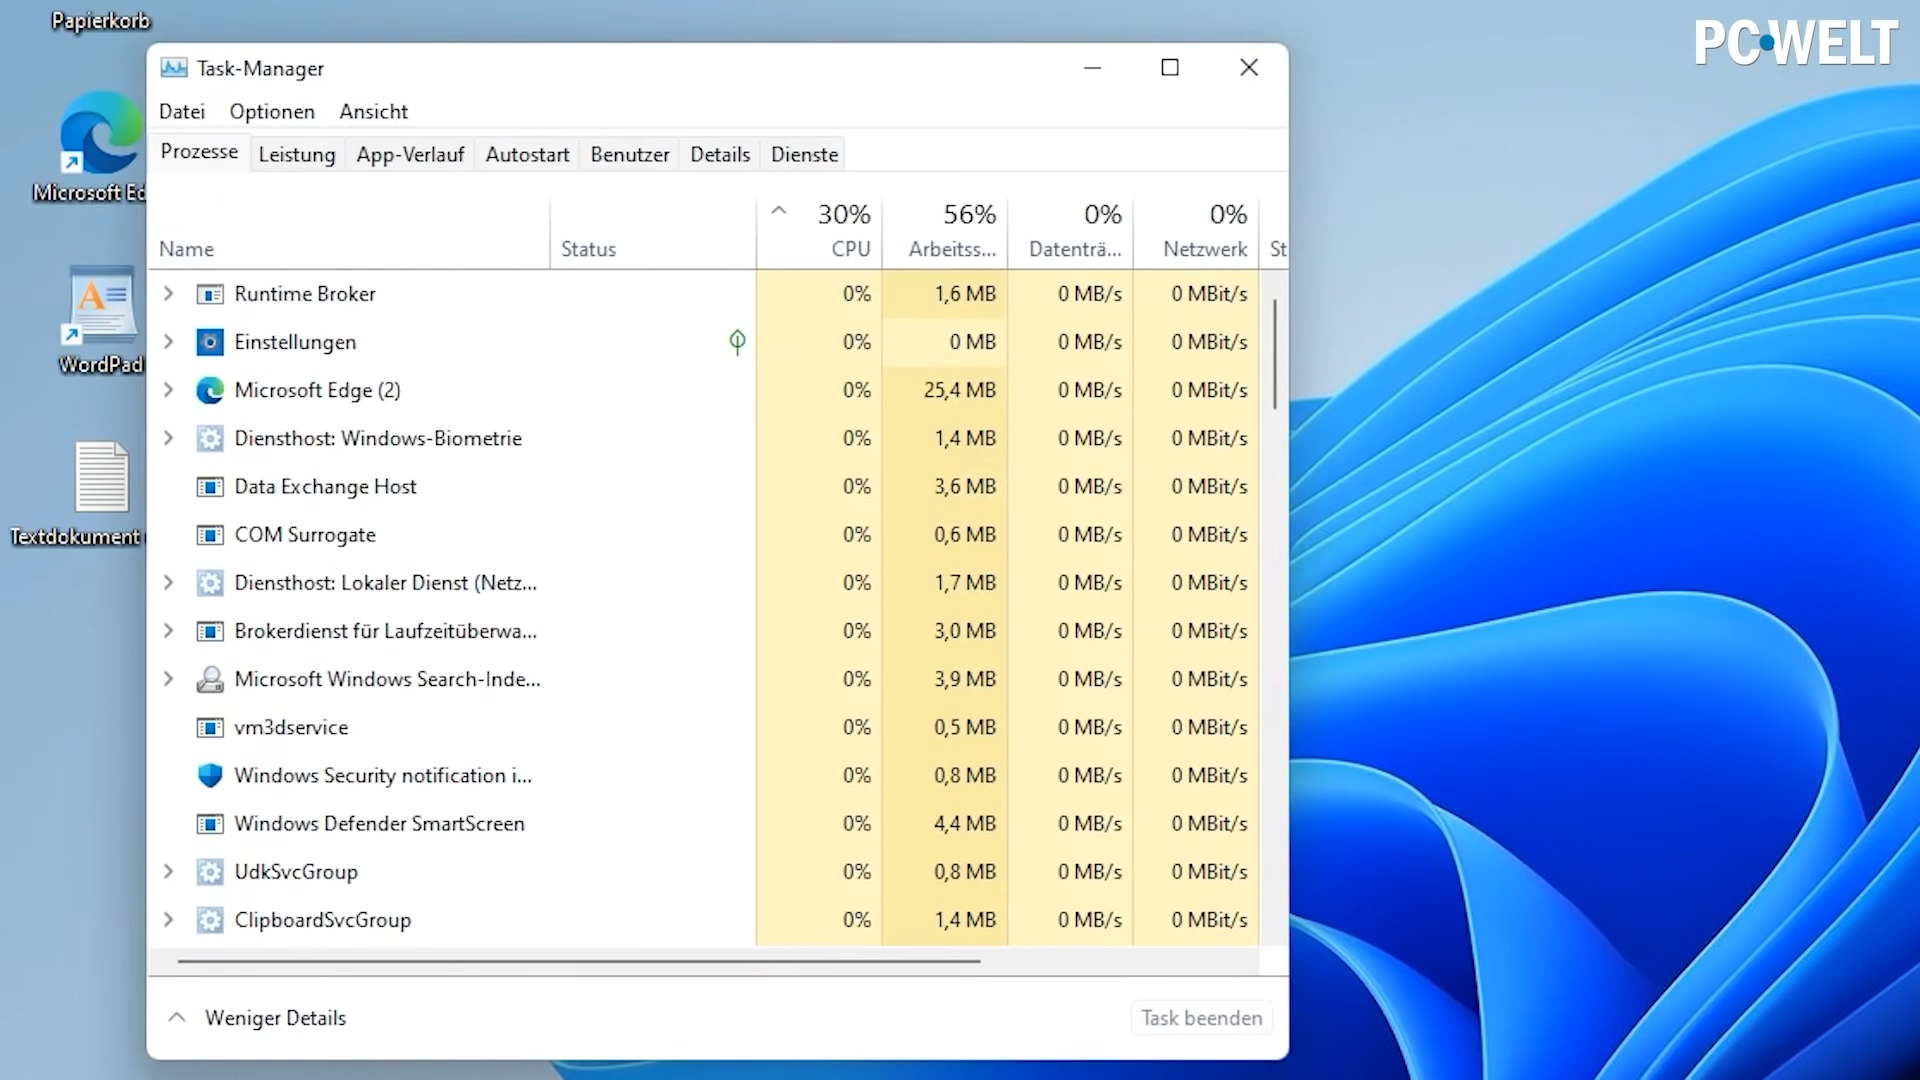 Papierkorb
PC WELT
Task-Manager
Datei Optionen Ansicht
Prozesse Leistung App-Verlauf Autostart Benutzer Details Dienste
Microsoft Ed
30% 56% 0% 0%
Name Status CPU Arbeitss... Datenträ... Netzwerk St
Runtime Broker 0% 1,6 MB 0 MB/s 0 MBit/s
Einstellungen 0% 0 MB 0 MB/s 0 MBit/s
WordPad
Microsoft Edge (2) 0% 25,4 MB 0 MB/s 0 MBit/s
Diensthost: Windows-Biometrie 0% 1,4 MB 0 MB/s 0 MBit/s
Data Exchange Host 0% 3,6 MB 0 MB/s 0 MBit/s
COM Surrogate 0% 0,6 MB 0 MB/s 0 MBit/s
Textdokument
Diensthost: Lokaler Dienst (Netz... 0% 1,7 MB 0 MB/s 0 MBit/s
Brokerdienst für Laufzeitüberwa... 0% 3,0 MB 0 MB/s 0 MBit/s
Microsoft Windows Search-Inde... 0% 3,9 MB 0 MB/s 0 MBit/s
vm3dservice 0% 0,5 MB 0 MB/s 0 MBit/s
Windows Security notification i... 0% 0,8 MB 0 MB/s 0 MBit/s
Windows Defender SmartScreen 0% 4,4 MB 0 MB/s 0 MBit/s
UdkSvcGroup 0% 0,8 MB 0 MB/s 0 MBit/s
ClipboardSvcGroup 0% 1,4 MB 0 MB/s 0 MBit/s
Weniger Details Task beenden